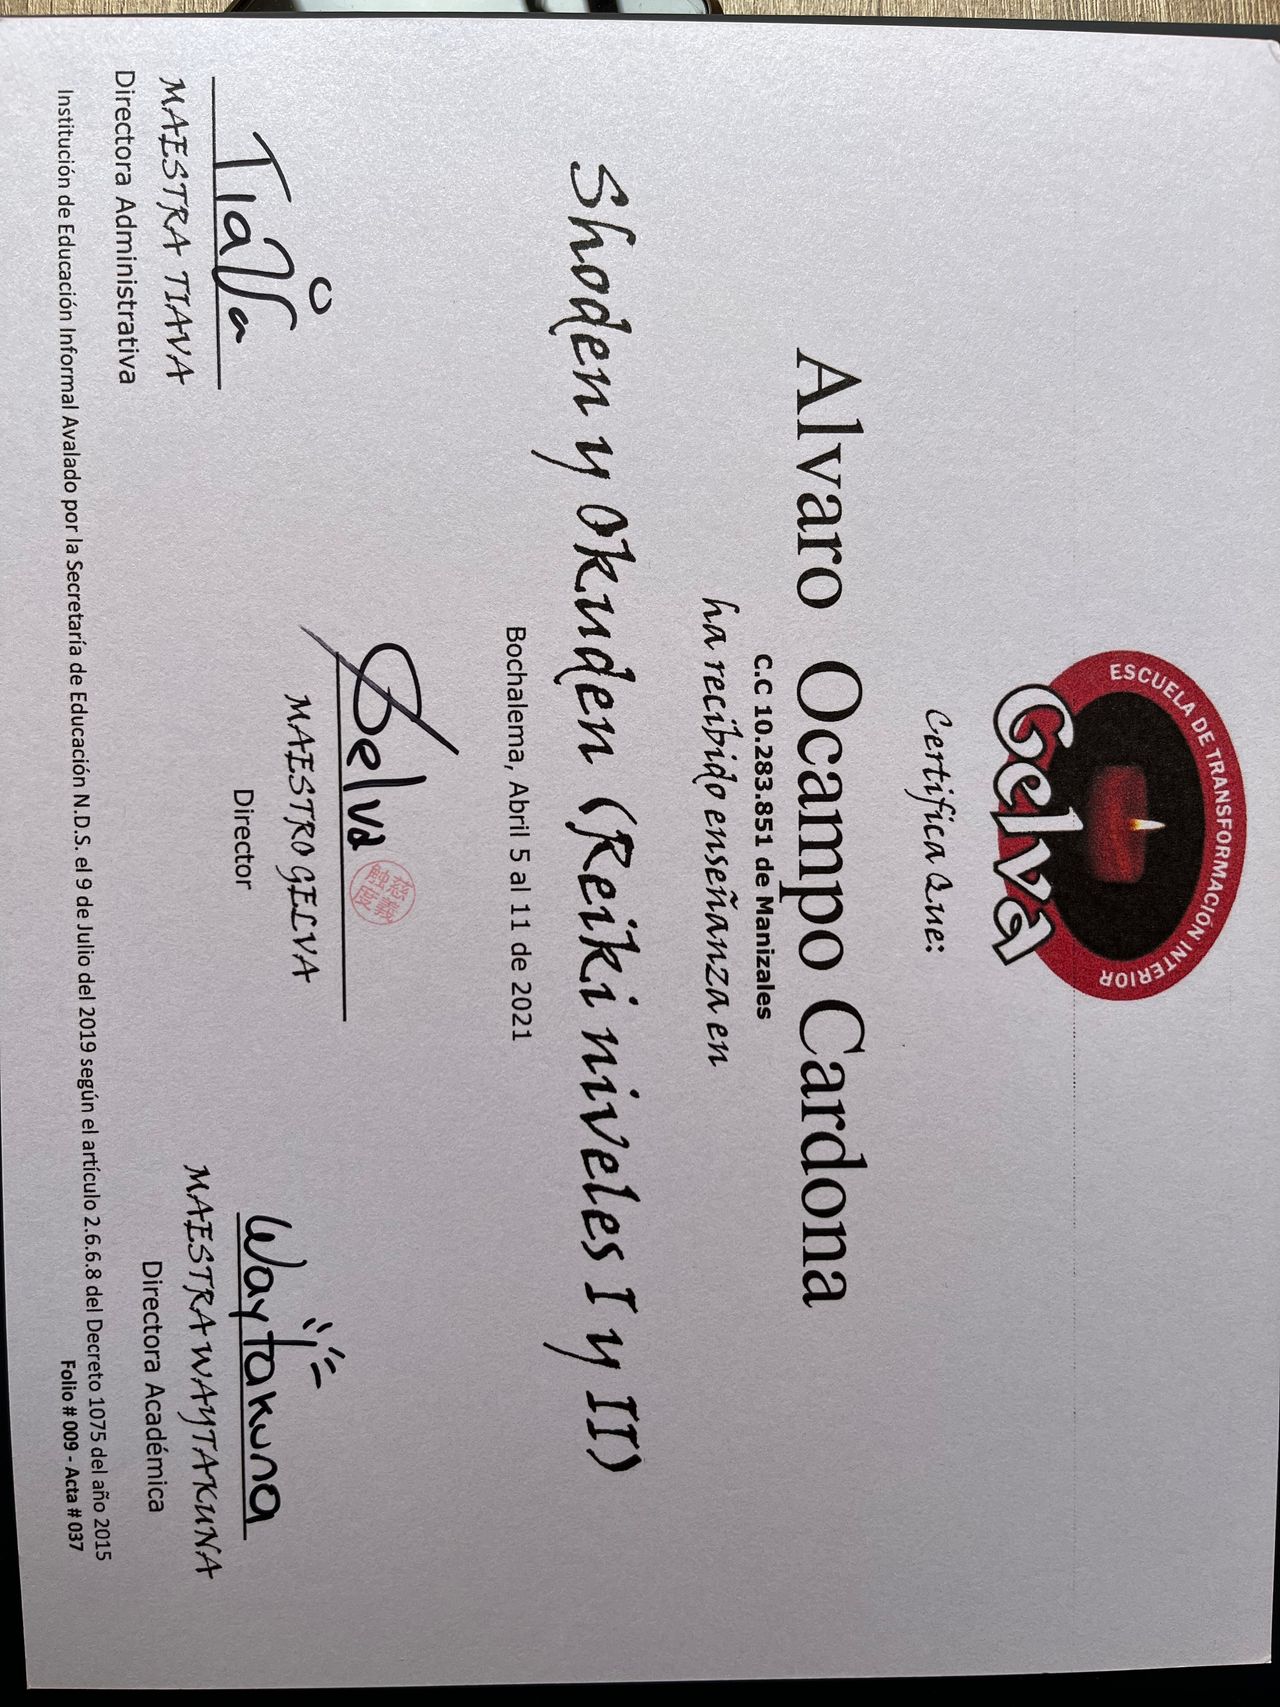 ESCUELA DE TRANSFORMACIÓN INTERIOR
Gelva
Certifica Que:
Alvaro Ocampo Cardona
C.C 10.283.851 de Manizales
ha recibido enseñanza en
Shoden y Okuden (Reiki niveles I y II)
Bochalema, Abril 5 al 11 de 2021
Tiava
MAESTRA TIAVA
Directora Administrativa
Gelva
MAESTRO GELVA
Director
Waytakuna
MAESTRA WAYTAKUNA
Directora Académica
Institución de Educación Informal Avalado por la Secretaría de Educación N.D.S. el 9 de Julio del 2019 según el artículo 2.6.6.8 del Decreto 1075 del año 2015
Folio # 009 - Acta # 037